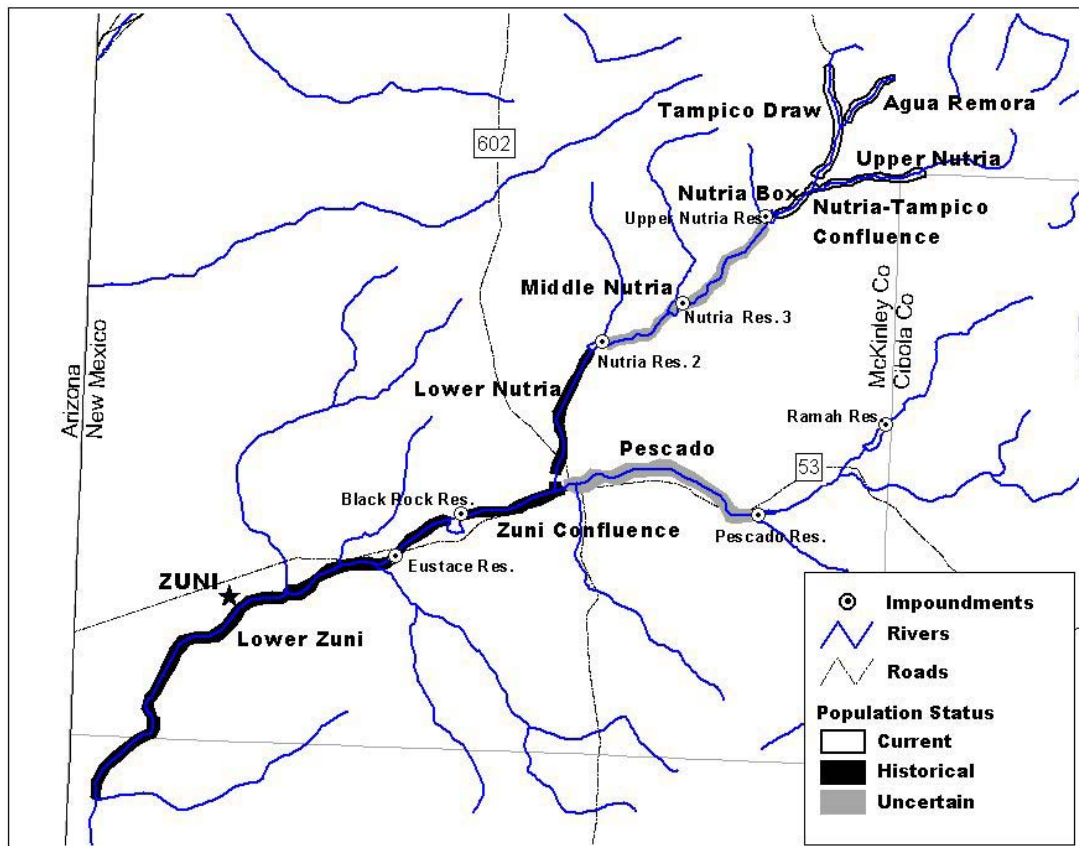 602
Tampico Draw
Agua Remora
Upper Nutria
Nutria Box
Upper Nutria Res.
Nutria-Tampico
Confluence
Middle Nutria
Nutria Res. 3
Nutria Res. 2
McKinley Co
Cibola Co
Arizona
New Mexico
Lower Nutria
Ramah Res.
Pescado
53
Black Rock Res.
Zuni Confluence
Pescado Res.
Eustace Res.
ZUNI
Lower Zuni
Impoundments
Rivers
Roads
Population Status
Current
Historical
Uncertain